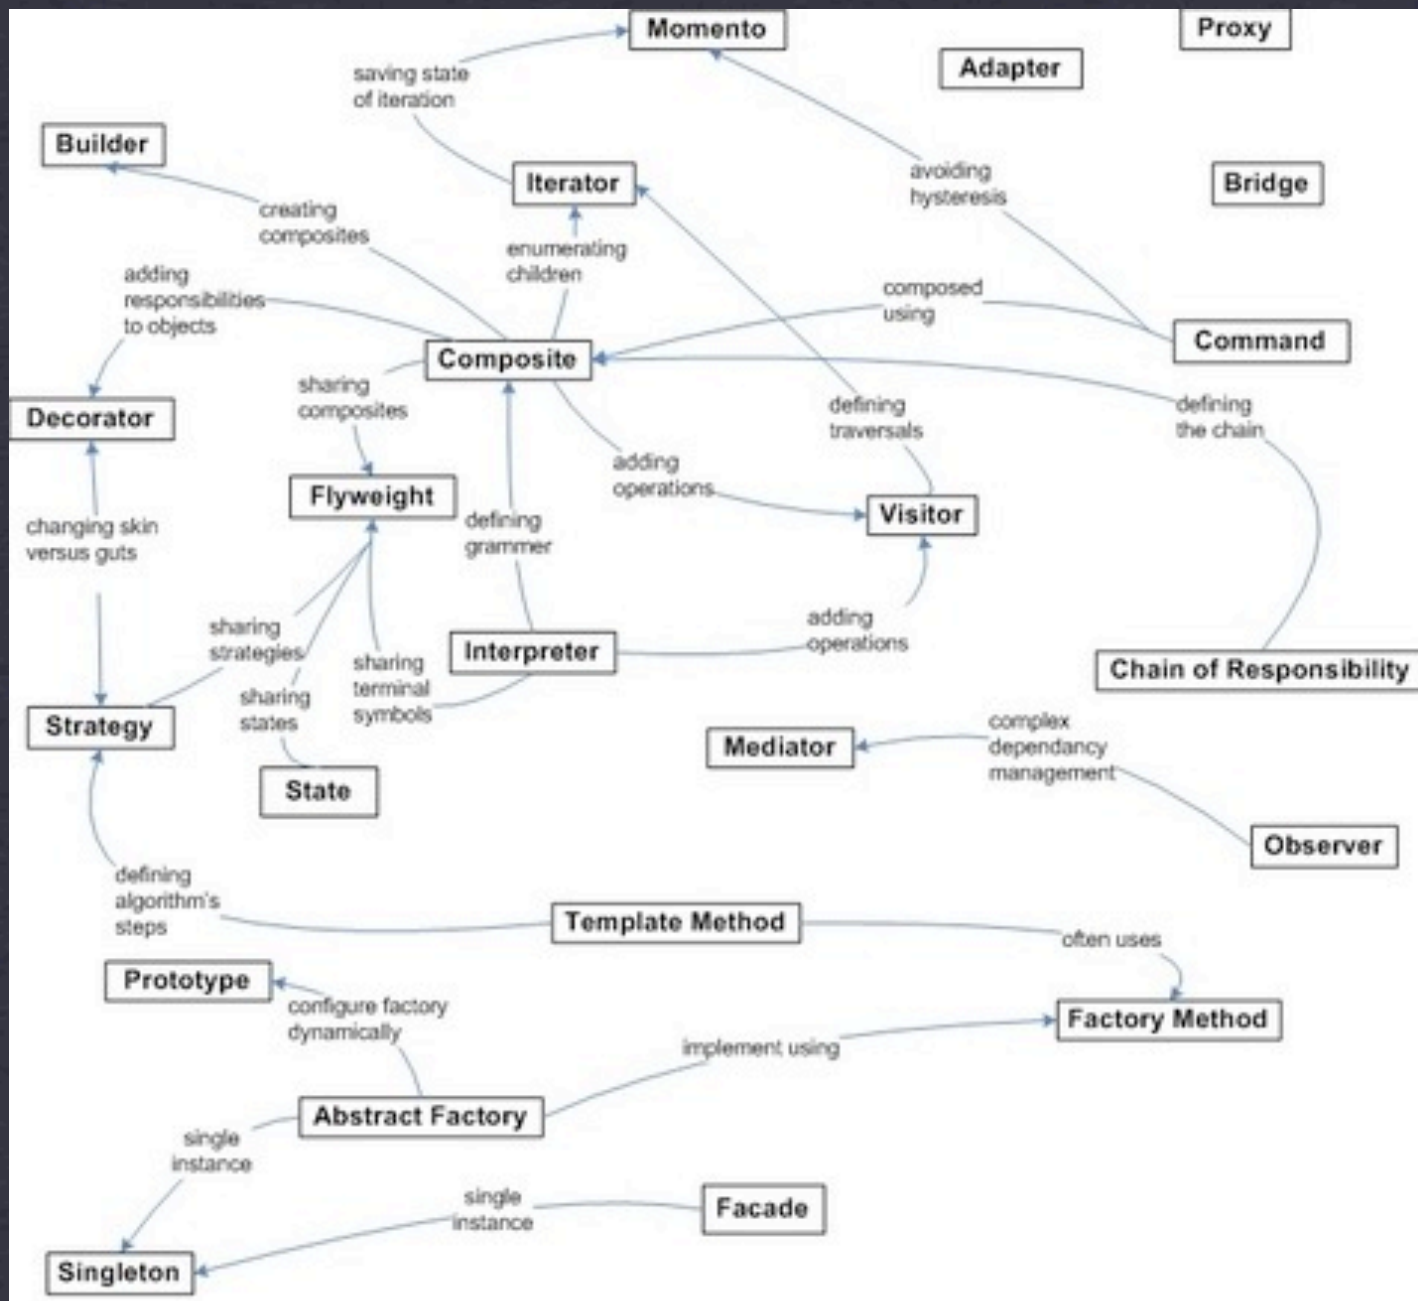 Momento
Proxy
Adapter
saving state
of iteration
Builder
Iterator
avoiding
hysteresis
Bridge
creating
composites
enumerating
children
adding
responsibilities
to objects
composed
using
Command
Composite
sharing
composites
Decorator
defining
traversals
defining
the chain
adding
operations
Flyweight
Visitor
changing skin
versus guts
defining
grammer
sharing
strategies
adding
operations
Interpreter
sharing
terminal
symbols
Chain of Responsibility
sharing
states
Strategy
Mediator
complex
dependancy
management
State
Observer
defining
algorithm's
steps
Template Method
often uses
Prototype
configure factory
dynamically
Factory Method
implement using
Abstract Factory
single
instance
single
instance
Facade
Singleton